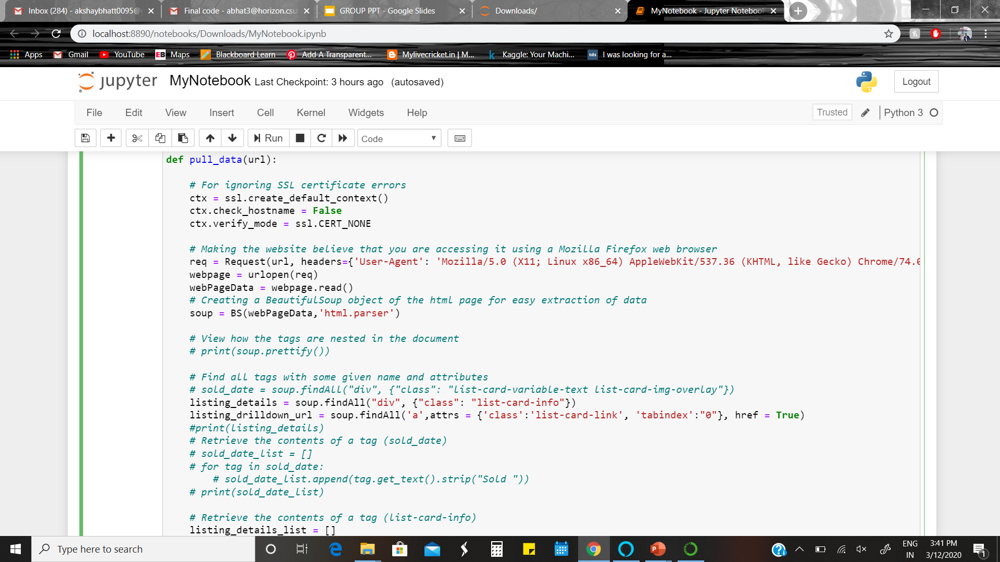 Inbox (284) - akshaybhatt0095@
Final code - abhat3@horizon.csu
GROUP PPT - Google Slides
Downloads/
MyNotebook - Jupyter Notebook
localhost:8890/notebooks/Downloads/MyNotebook.ipynb
Apps
Gmail
YouTube
EB Maps
Blackboard Learn
Add A Transparent...
Mylivecricket.in | M...
Kaggle: Your Machi...
tds I was looking for a...
jupyter MyNotebook Last Checkpoint: 3 hours ago (autosaved)
Logout
File Edit View Insert Cell Kernel Widgets Help
Trusted Python 3
Run Code
def pull_data(url):
# For ignoring SSL certificate errors
ctx = ssl.create_default_context()
ctx.check_hostname = False
ctx.verify_mode = ssl.CERT_NONE
# Making the website believe that you are accessing it using a Mozilla Firefox web browser
req = Request(url, headers={'User-Agent': 'Mozilla/5.0 (X11; Linux x86_64) AppleWebKit/537.36 (KHTML, like Gecko) Chrome/74.0
webpage = urlopen(req)
webPageData = webpage.read()
# Creating a BeautifulSoup object of the html page for easy extraction of data
soup = BS(webPageData,'html.parser')
# View how the tags are nested in the document
# print(soup.prettify())
# Find all tags with some given name and attributes
# sold_date = soup.findAll("div", {"class": "list-card-variable-text list-card-img-overlay"})
listing_details = soup.findAll("div", {"class": "list-card-info"})
listing_drilldown_url = soup.findAll('a',attrs = {'class':'list-card-link', 'tabindex':"0"}, href = True)
#print(listing_details)
# Retrieve the contents of a tag (sold_date)
# sold_date_list = []
# for tag in sold_date:
# sold_date_list.append(tag.get_text().strip("Sold "))
# print(sold_date_list)
# Retrieve the contents of a tag (list-card-info)
listing_details_list = []
Type here to search
ENG
IN
3:41 PM
3/12/2020
1